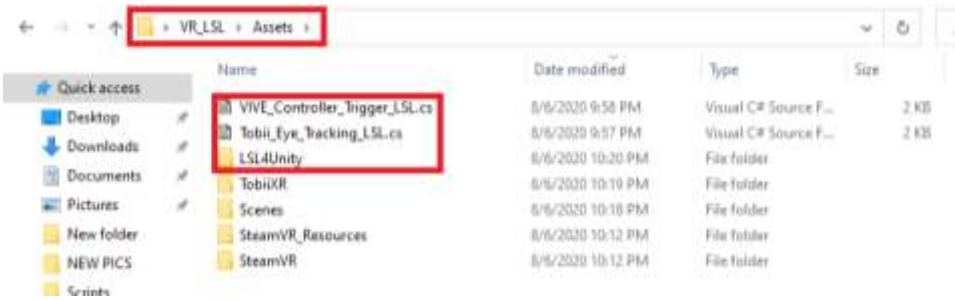 VR_LSL › Assets ›
Name Date modified Type Size
Quick access
Desktop
Downloads
Documents
Pictures
New folder
NEW PICS
Scripts
VIVE_Controller_Trigger_LSL.cs 8/6/2020 9:58 PM Visual C# Source F... 2 KB
Tobii_Eye_Tracking_LSL.cs 8/6/2020 9:57 PM Visual C# Source F... 2 KB
LSL4Unity 8/6/2020 10:20 PM File folder
TobiiXR 8/6/2020 10:19 PM File folder
Scenes 8/6/2020 10:18 PM File folder
SteamVR_Resources 8/6/2020 10:12 PM File folder
SteamVR 8/6/2020 10:12 PM File folder